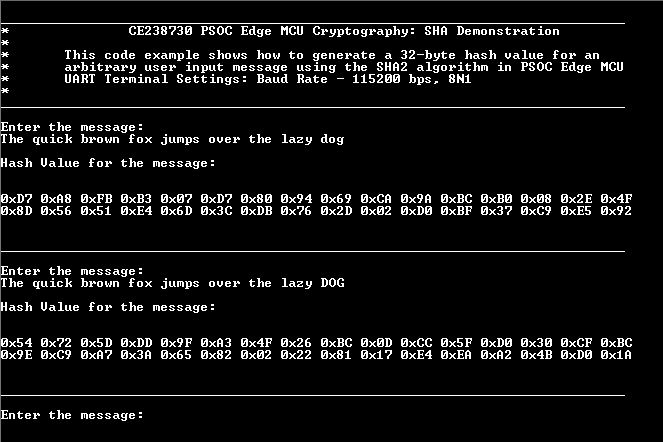 * CE238730 PSOC Edge MCU Cryptography: SHA Demonstration
*
* This code example shows how to generate a 32-byte hash value for an
* arbitrary user input message using the SHA2 algorithm in PSOC Edge MCU
* UART Terminal Settings: Baud Rate - 115200 bps, 8N1
*
Enter the message:
The quick brown fox jumps over the lazy dog
Hash Value for the message:
0xD7 0xA8 0xFB 0xB3 0x07 0xD7 0x80 0x94 0x69 0xCA 0x9A 0xBC 0xB0 0x08 0x2E 0x4F
0x8D 0x56 0x51 0xE4 0x6D 0x3C 0xDB 0x76 0x2D 0x02 0xD0 0xBF 0x37 0xC9 0xE5 0x92
Enter the message:
The quick brown fox jumps over the lazy DOG
Hash Value for the message:
0x54 0x72 0x5D 0xDD 0x9F 0xA3 0x4F 0x26 0xBC 0x0D 0xCC 0x5F 0xD0 0x30 0xCF 0xBC
0x9E 0xC9 0xA7 0x3A 0x65 0x82 0x02 0x22 0x81 0x17 0xE4 0xEA 0xA2 0x4B 0xD0 0x1A
Enter the message: